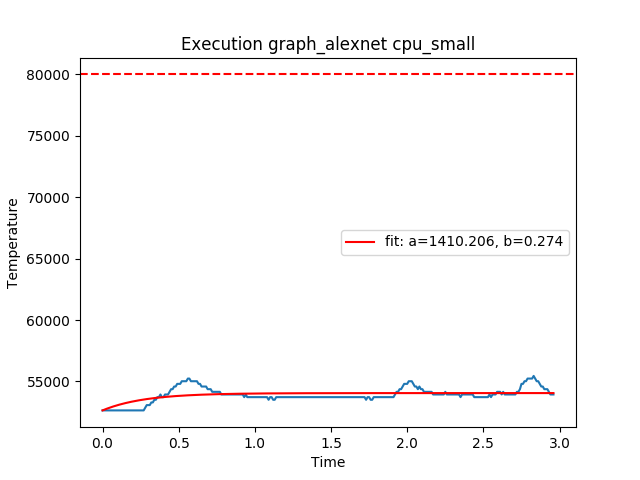 Execution graph_alexnet cpu_small
80000
75000
70000
65000
60000
55000
Temperature
fit: a=1410.206, b=0.274
0.0 0.5 1.0 1.5 2.0 2.5 3.0
Time